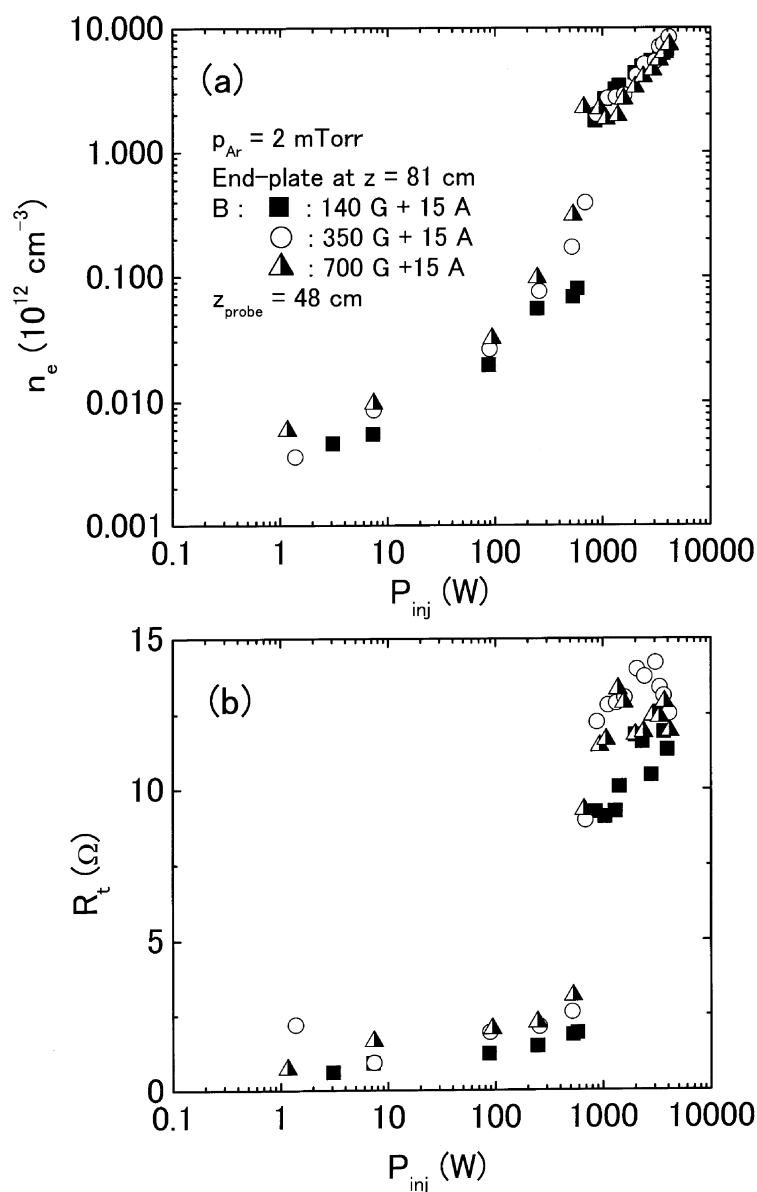 10.000
(a)
p_Ar = 2 mTorr
End-plate at z = 81 cm
B : ■ : 140 G + 15 A
○ : 350 G + 15 A
: 700 G +15 A
z_probe = 48 cm
1.000
0.100
0.010
0.001
n_e (10^12 cm^-3)
0.1 1 10 100 1000 10000
P_inj (W)
15
(b)
10
5
0
R_t (Ω)
0.1 1 10 100 1000 10000
P_inj (W)